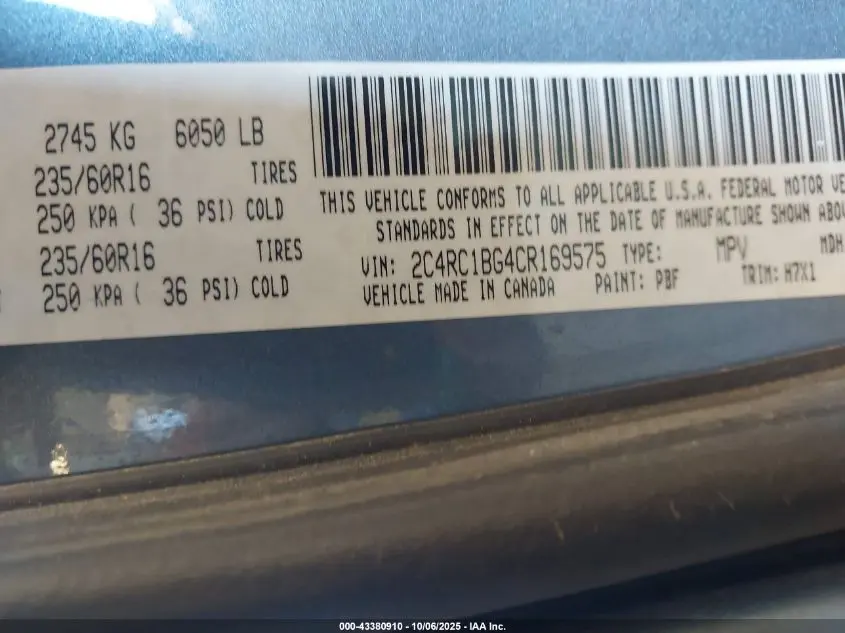 2745 KG 6050 LB
235/60R16 TIRES
250 KPA ( 36 PSI) COLD
235/60R16 TIRES
250 KPA ( 36 PSI) COLD
THIS VEHICLE CONFORMS TO ALL APPLICABLE U.S.A. FEDERAL MOTOR VE
STANDARDS IN EFFECT ON THE DATE OF MANUFACTURE SHOWN ABOV
VIN: 2C4RC1BG4CR169575 TYPE: MPV MDH
VEHICLE MADE IN CANADA PAINT: PBF TRIM: H7X1
000-43380910 - 10/06/2025 - IAA Inc.